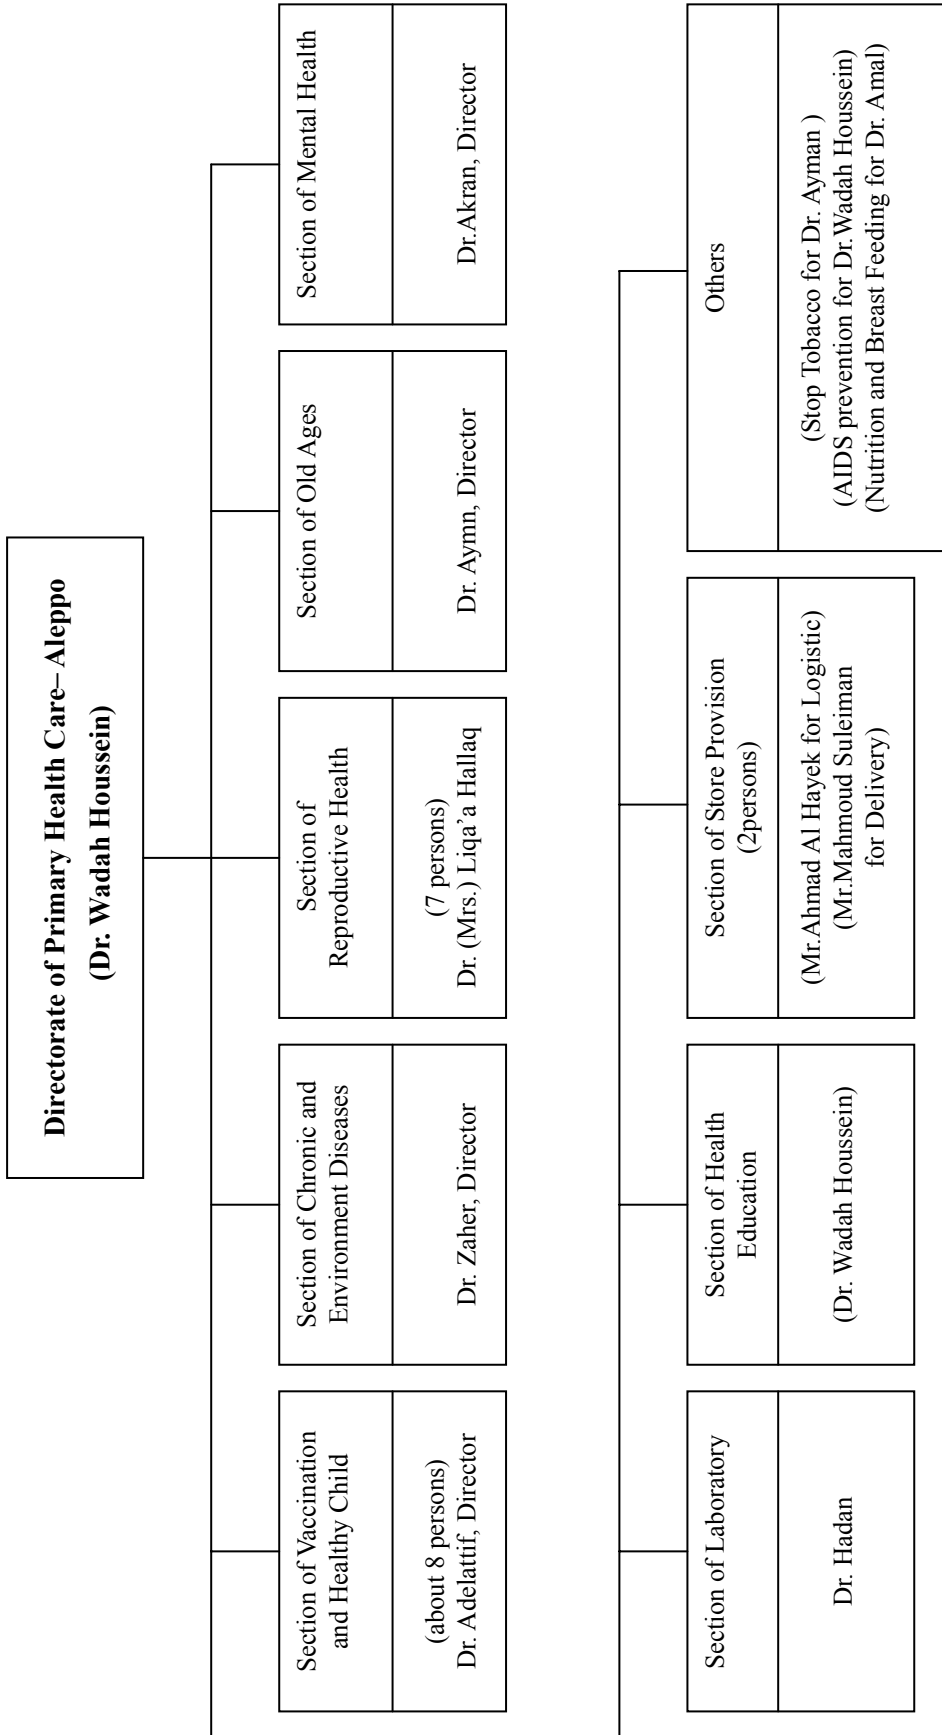 Directorate of Primary Health Care– Aleppo
(Dr. Wadah Houssein)
Section of Vaccination
and Healthy Child
(about 8 persons)
Dr. Adelattif, Director
Section of Chronic and
Environment Diseases
Dr. Zaher, Director
Section of
Reproductive Health
(7 persons)
Dr. (Mrs.) Liqa’a Hallaq
Section of Old Ages
Dr. Aymn, Director
Section of Mental Health
Dr.Akran, Director
Section of Laboratory
Dr. Hadan
Section of Health
Education
(Dr. Wadah Houssein)
Section of Store Provision
(2persons)
(Mr.Ahmad Al Hayek for Logistic)
(Mr.Mahmoud Suleiman
for Delivery)
Others
(Stop Tobacco for Dr. Ayman )
(AIDS prevention for Dr.Wadah Houssein)
(Nutrition and Breast Feeding for Dr. Amal)